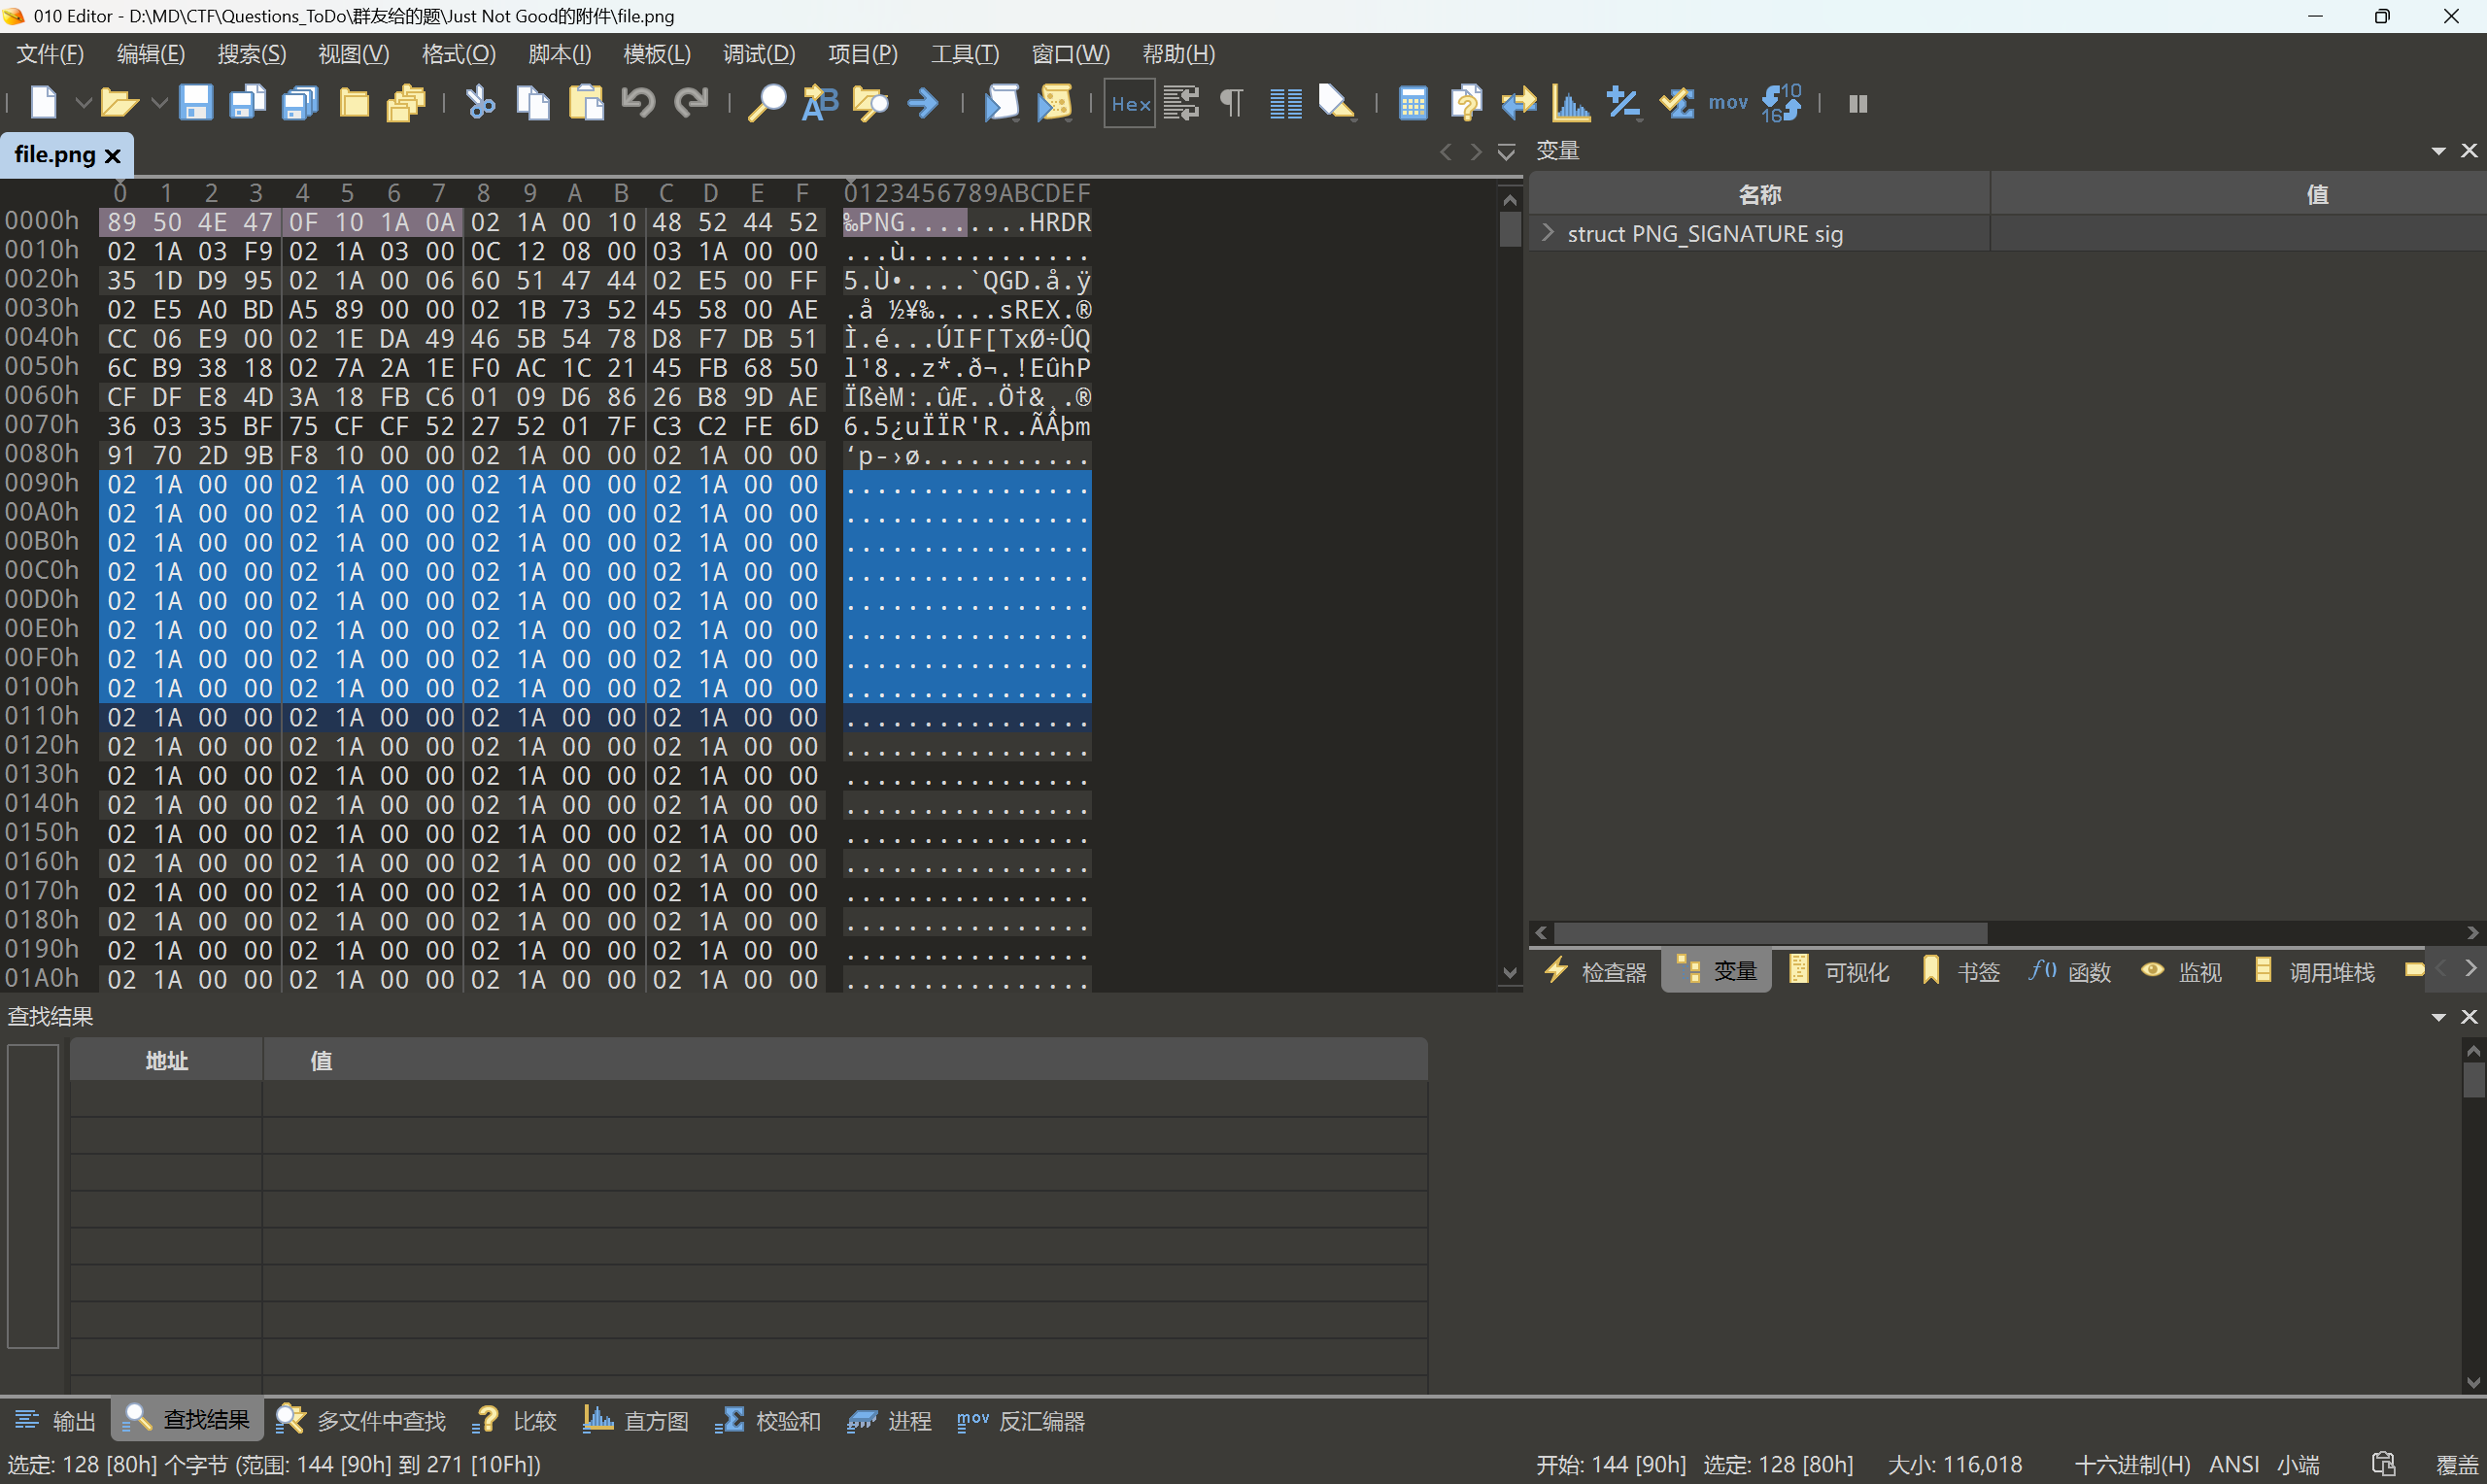 010 Editor - D:\MD\CTF\Questions_ToDo\群友给的题\Just Not Good的附件\file.png
文件(F) 编辑(E) 搜索(S) 视图(V) 格式(O) 脚本(I) 模板(L) 调试(D) 项目(P) 工具(T) 窗口(W) 帮助(H)
Hex mov 10 16
file.png
变量
0 1 2 3 4 5 6 7 8 9 A B C D E F 0123456789ABCDEF
名称 值
struct PNG_SIGNATURE sig
0000h 89 50 4E 47 0F 10 1A 0A 02 1A 00 10 48 52 44 52 ‰PNG........HRDR
0010h 02 1A 03 F9 02 1A 03 00 0C 12 08 00 03 1A 00 00 ...ù............
0020h 35 1D D9 95 02 1A 00 06 60 51 47 44 02 E5 00 FF 5.Ù•....`QGD.å.ÿ
0030h 02 E5 A0 BD A5 89 00 00 02 1B 73 52 45 58 00 AE .å ½¥‰....sREX.®
0040h CC 06 E9 00 02 1E DA 49 46 5B 54 78 D8 F7 DB 51 Ì.é...ÚIF[TxØ÷ÛQ
0050h 6C B9 38 18 02 7A 2A 1E F0 AC 1C 21 45 FB 68 50 l¹8..z*.ð¬.!EûhP
0060h CF DF E8 4D 3A 18 FB C6 01 09 D6 86 26 B8 9D AE ÏßèM:.ûÆ..Ö†&¸.®
0070h 36 03 35 BF 75 CF CF 52 27 52 01 7F C3 C2 FE 6D 6.5¿uÏÏR'R..ÃÂþm
0080h 91 70 2D 9B F8 10 00 00 02 1A 00 00 02 1A 00 00 ‘p-›ø...........
0090h 02 1A 00 00 02 1A 00 00 02 1A 00 00 02 1A 00 00 ................
00A0h 02 1A 00 00 02 1A 00 00 02 1A 00 00 02 1A 00 00 ................
00B0h 02 1A 00 00 02 1A 00 00 02 1A 00 00 02 1A 00 00 ................
00C0h 02 1A 00 00 02 1A 00 00 02 1A 00 00 02 1A 00 00 ................
00D0h 02 1A 00 00 02 1A 00 00 02 1A 00 00 02 1A 00 00 ................
00E0h 02 1A 00 00 02 1A 00 00 02 1A 00 00 02 1A 00 00 ................
00F0h 02 1A 00 00 02 1A 00 00 02 1A 00 00 02 1A 00 00 ................
0100h 02 1A 00 00 02 1A 00 00 02 1A 00 00 02 1A 00 00 ................
0110h 02 1A 00 00 02 1A 00 00 02 1A 00 00 02 1A 00 00 ................
0120h 02 1A 00 00 02 1A 00 00 02 1A 00 00 02 1A 00 00 ................
0130h 02 1A 00 00 02 1A 00 00 02 1A 00 00 02 1A 00 00 ................
0140h 02 1A 00 00 02 1A 00 00 02 1A 00 00 02 1A 00 00 ................
0150h 02 1A 00 00 02 1A 00 00 02 1A 00 00 02 1A 00 00 ................
0160h 02 1A 00 00 02 1A 00 00 02 1A 00 00 02 1A 00 00 ................
0170h 02 1A 00 00 02 1A 00 00 02 1A 00 00 02 1A 00 00 ................
0180h 02 1A 00 00 02 1A 00 00 02 1A 00 00 02 1A 00 00 ................
0190h 02 1A 00 00 02 1A 00 00 02 1A 00 00 02 1A 00 00 ................
01A0h 02 1A 00 00 02 1A 00 00 02 1A 00 00 02 1A 00 00 ................
检查器 变量 可视化 书签 函数 监视 调用堆栈
查找结果
地址 值
输出 查找结果 多文件中查找 比较 直方图 校验和 进程 mov 反汇编器
选定: 128 [80h] 个字节 (范围: 144 [90h] 到 271 [10Fh]) 开始: 144 [90h] 选定: 128 [80h] 大小: 116,018 十六进制(H) ANSI 小端 覆盖